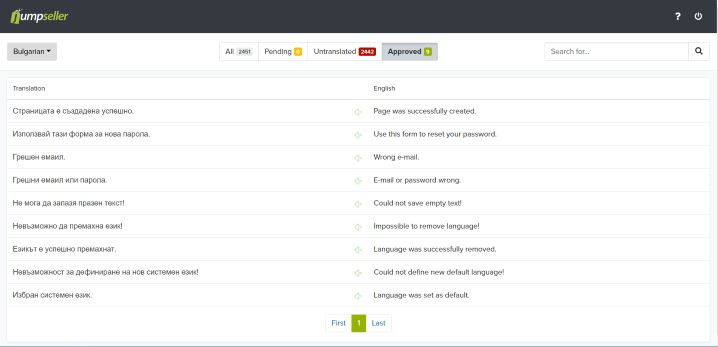 jumpseller
?
Bulgarian
All 2451 Pending 0 Untranslated 2442 Approved 9
Search for...
Translation English
Страницата е създадена успешно. Page was successfully created.
Използвай тази форма за нова парола. Use this form to reset your password.
Грешен емаил. Wrong e-mail.
Грешни емаил или парола. E-mail or password wrong.
Не мога да запазя празен текст! Could not save empty text!
Невъзможно да премахна език! Impossible to remove language!
Езикът е успешно премахнат. Language was successfully removed.
Невъзможност за дефиниране на нов системен език! Could not define new default language!
Избран системен език. Language was set as default.
First 1 Last